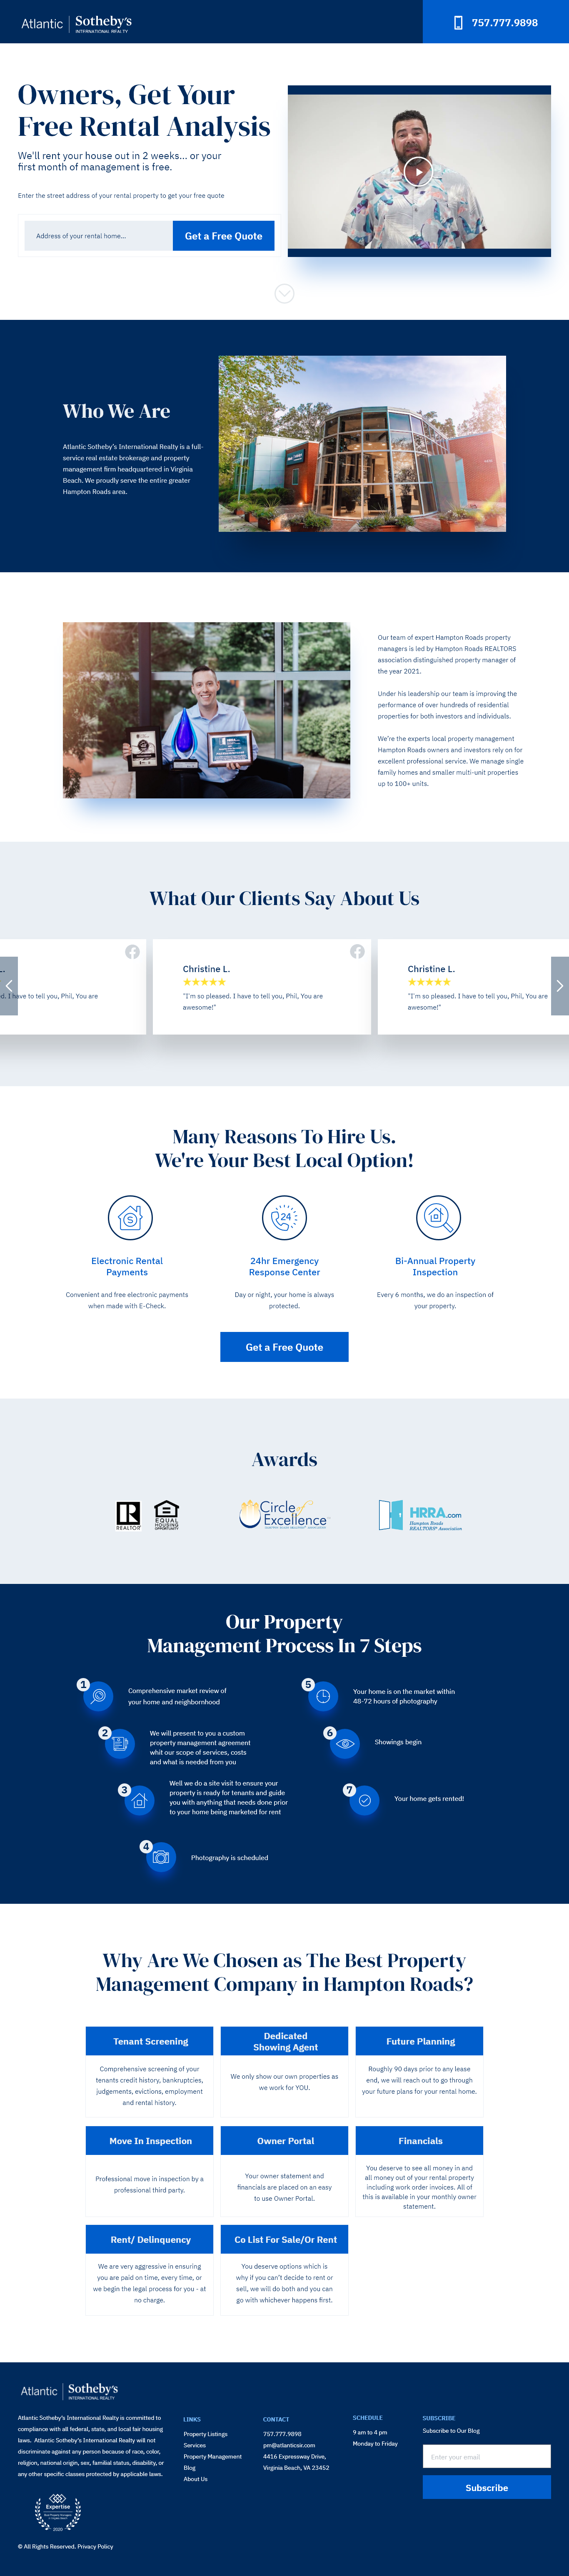 Atlantic | Sotheby's
INTERNATIONAL REALTY
757.777.9898
Owners, Get Your
Free Rental Analysis
We'll rent your house out in 2 weeks... or your
first month of management is free.
Enter the street address of your rental property to get your free quote
Address of your rental home...
Get a Free Quote
Who We Are
Atlantic Sotheby's International Realty is a full-
service real estate brokerage and property
management firm headquartered in Virginia
Beach. We proudly serve the entire greater
Hampton Roads area.
Our team of expert Hampton Roads property
managers is led by Hampton Roads REALTORS
association distinguished property manager of
the year 2021.
Under his leadership our team is improving the
performance of over hundreds of residential
properties for both investors and individuals.
We're the experts local property management
Hampton Roads owners and investors rely on for
excellent professional service. We manage single
family homes and smaller multi-unit properties
up to 100+ units.
What Our Clients Say About Us
L.
d. I have to tell you, Phil, You are
Christine L.
"I'm so pleased. I have to tell you, Phil, You are
awesome!"
Christine L.
"I'm so pleased. I have to tell you, Phil, You are
awesome!"
Many Reasons To Hire Us.
We're Your Best Local Option!
24
Electronic Rental
Payments
Convenient and free electronic payments
when made with E-Check.
24hr Emergency
Response Center
Day or night, your home is always
protected.
Bi-Annual Property
Inspection
Every 6 months, we do an inspection of
your property.
Get a Free Quote
Awards
REALTOR
EQUAL HOUSING
OPPORTUNITY
Circle of
Excellence
HRRA.com
Hampton Roads
REALTORS® Association
Our Property
Management Process In 7 Steps
1
Comprehensive market review of
your home and neighbornhood
2
We will present to you a custom
property management agreement
whit our scope of services, costs
and what is needed from you
3
Well we do a site visit to ensure your
property is ready for tenants and guide
you with anything that needs done prior
to your home being marketed for rent
4
Photography is scheduled
5
Your home is on the market within
48-72 hours of photography
6
Showings begin
7
Your home gets rented!
Why Are We Chosen as The Best Property
Management Company in Hampton Roads?
Tenant Screening
Comprehensive screening of your
tenants credit history, bankruptcies,
judgements, evictions, employment
and rental history.
Dedicated
Showing Agent
We only show our own properties as
we work for YOU.
Future Planning
Roughly 90 days prior to any lease
end, we will reach out to go through
your future plans for your rental home.
Move In Inspection
Professional move in inspection by a
professional third party.
Owner Portal
Your owner statement and
financials are placed on an easy
to use Owner Portal.
Financials
You deserve to see all money in and
all money out of your rental property
including work order invoices. All of
this is available in your monthly owner
statement.
Rent/ Delinquency
We are very aggressive in ensuring
you are paid on time, every time, or
we begin the legal process for you - at
no charge.
Co List For Sale/Or Rent
You deserve options which is
why if you can't decide to rent or
sell, we will do both and you can
go with whichever happens first.
Atlantic | Sotheby's
INTERNATIONAL REALTY
Atlantic Sotheby's International Realty is committed to
compliance with all federal, state, and local fair housing
laws. Atlantic Sotheby's International Realty will not
discriminate against any person because of race, color,
religion, national origin, sex, familial status, disability, or
any other specific classes protected by applicable laws.
Expertise
2020
© All Rights Reserved. Privacy Policy
LINKS
Property Listings
Services
Property Management
Blog
About Us
CONTACT
757.777.9898
pm@atlanticsir.com
4416 Expressway Drive,
Virginia Beach, VA 23452
SCHEDULE
9 am to 4 pm
Monday to Friday
SUBSCRIBE
Subscribe to Our Blog
Enter your email
Subscribe